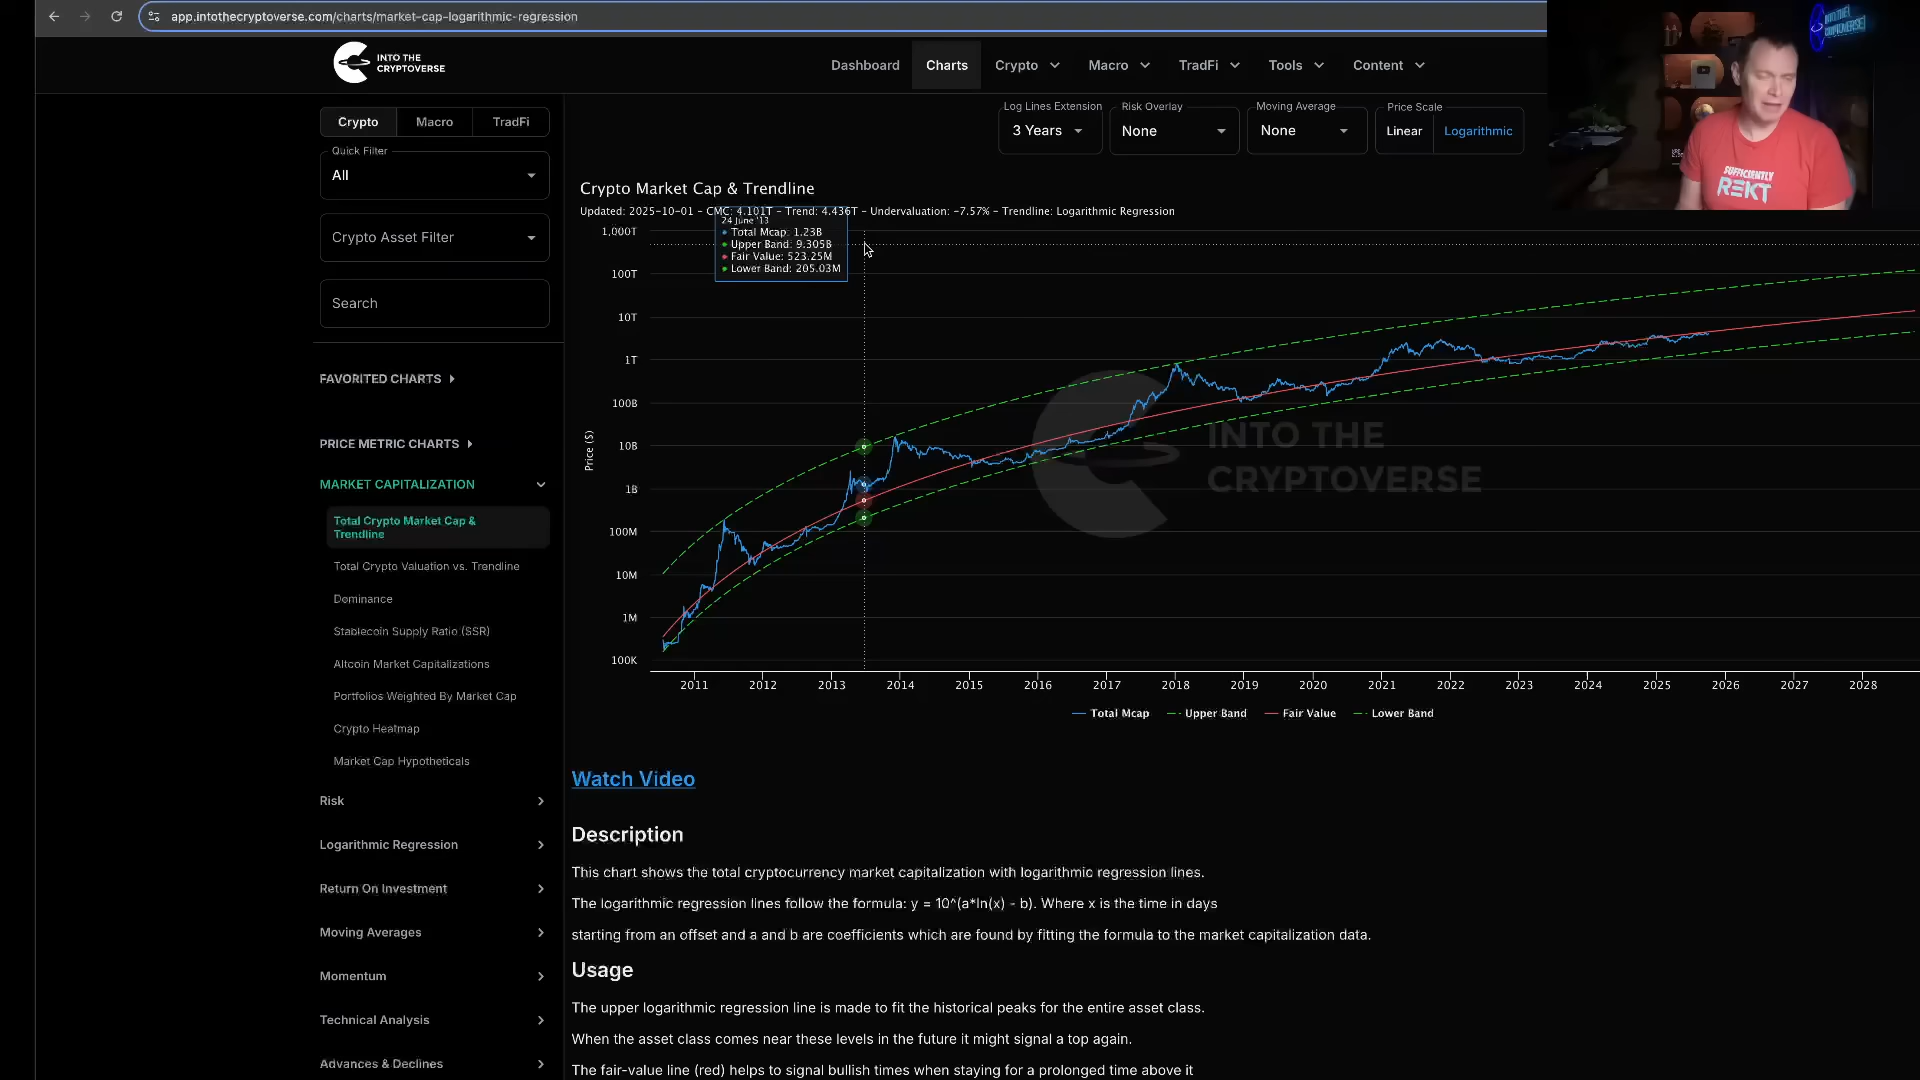 app.intothecryptoverse.com/charts/market-cap-logarithmic-regression
INTO THE
CRYPTOVERSE
Dashboard
Charts
Crypto
Macro
TradFi
Tools
Content
INTO THE
CRYPTOVERSE
SUFFICIENTLY
REKT
Crypto
Macro
TradFi
Quick Filter
All
Crypto Asset Filter
Search
FAVORITED CHARTS
PRICE METRIC CHARTS
MARKET CAPITALIZATION
Total Crypto Market Cap &
Trendline
Total Crypto Valuation vs. Trendline
Dominance
Stablecoin Supply Ratio (SSR)
Altcoin Market Capitalizations
Portfolios Weighted By Market Cap
Crypto Heatmap
Market Cap Hypotheticals
Risk
Logarithmic Regression
Return On Investment
Moving Averages
Momentum
Technical Analysis
Advances & Declines
Log Lines Extension
3 Years
Risk Overlay
None
Moving Average
None
Price Scale
Linear
Logarithmic
Crypto Market Cap & Trendline
Updated: 2025-10-01 - CMC: 4.101T - Trend: 4.436T - Undervaluation: -7.57% - Trendline: Logarithmic Regression
24 June '13
Total Mcap: 1.23B
Upper Band: 9.305B
Fair Value: 523.25M
Lower Band: 205.03M
1,000T
100T
10T
1T
100B
10B
1B
100M
10M
1M
100K
Price ($)
INTO THE
CRYPTOVERSE
2011
2012
2013
2014
2015
2016
2017
2018
2019
2020
2021
2022
2023
2024
2025
2026
2027
2028
Total Mcap
Upper Band
Fair Value
Lower Band
Watch Video
Description
This chart shows the total cryptocurrency market capitalization with logarithmic regression lines.
The logarithmic regression lines follow the formula: y = 10^(a*ln(x) - b). Where x is the time in days
starting from an offset and a and b are coefficients which are found by fitting the formula to the market capitalization data.
Usage
The upper logarithmic regression line is made to fit the historical peaks for the entire asset class.
When the asset class comes near these levels in the future it might signal a top again.
The fair-value line (red) helps to signal bullish times when staying for a prolonged time above it